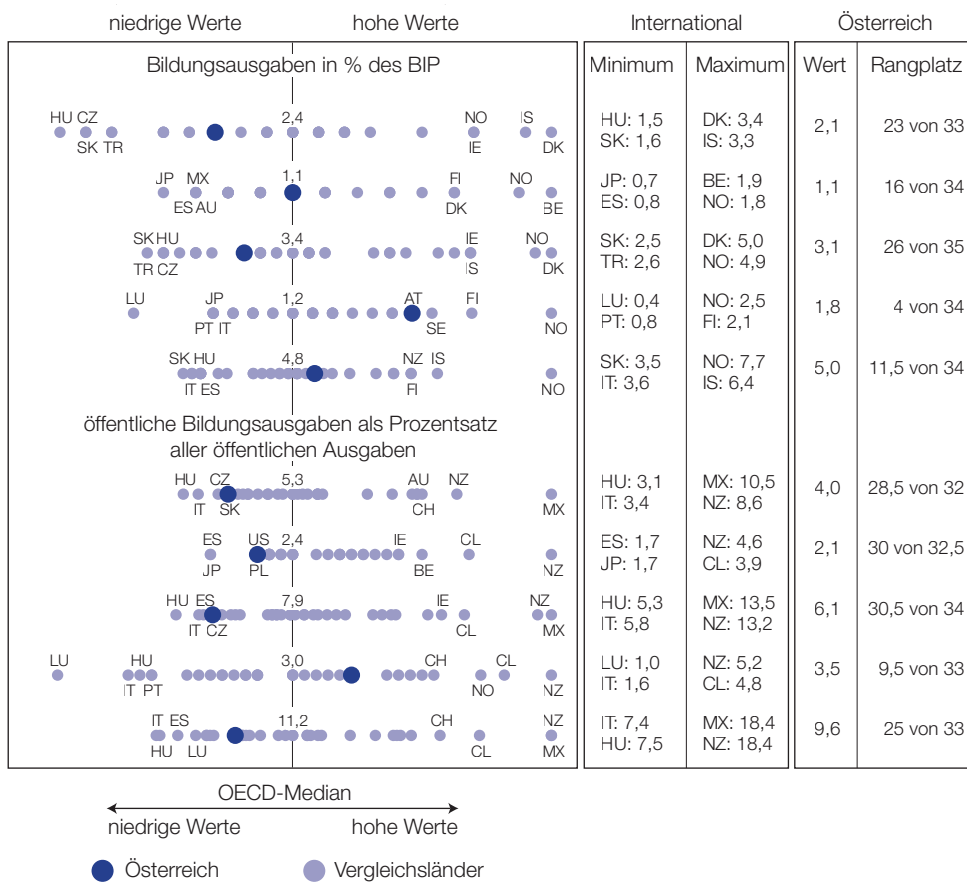 niedrige Werte hohe Werte International Österreich
Bildungsausgaben in % des BIP Minimum Maximum Wert Rangplatz
HU CZ 2,4 NO IS HU: 1,5 DK: 3,4 2,1 23 von 33
SK TR IE DK SK: 1,6 IS: 3,3
JP MX 1,1 FI NO JP: 0,7 BE: 1,9 1,1 16 von 34
ES AU DK BE ES: 0,8 NO: 1,8
SK HU 3,4 IE NO SK: 2,5 DK: 5,0 3,1 26 von 35
TR CZ IS DK TR: 2,6 NO: 4,9
LU JP 1,2 AT FI LU: 0,4 NO: 2,5 1,8 4 von 34
PT IT SE NO PT: 0,8 FI: 2,1
SK HU 4,8 NZ IS SK: 3,5 NO: 7,7 5,0 11,5 von 34
IT ES FI NO IT: 3,6 IS: 6,4
öffentliche Bildungsausgaben als Prozentsatz
aller öffentlichen Ausgaben
HU CZ 5,3 AU NZ HU: 3,1 MX: 10,5 4,0 28,5 von 32
IT SK CH MX IT: 3,4 NZ: 8,6
ES US 2,4 IE CL ES: 1,7 NZ: 4,6 2,1 30 von 32,5
JP PL BE NZ JP: 1,7 CL: 3,9
HU ES 7,9 IE NZ HU: 5,3 MX: 13,5 6,1 30,5 von 34
IT CZ CL MX IT: 5,8 NZ: 13,2
LU HU 3,0 CH CL LU: 1,0 NZ: 5,2 3,5 9,5 von 33
IT PT NO NZ IT: 1,6 CL: 4,8
IT ES 11,2 CH NZ IT: 7,4 MX: 18,4 9,6 25 von 33
HU LU CL MX HU: 7,5 NZ: 18,4
OECD-Median
niedrige Werte hohe Werte
Österreich Vergleichsländer